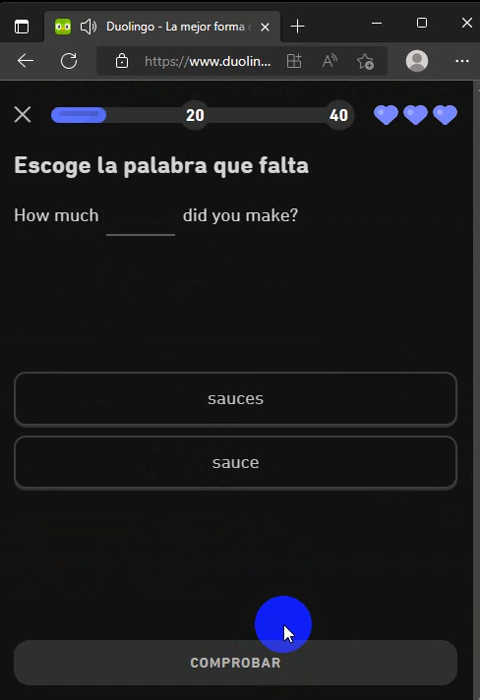 Duolingo - La mejor forma
https://www.duolin...
20
40
Escoge la palabra que falta
How much ______ did you make?
sauces
sauce
COMPROBAR